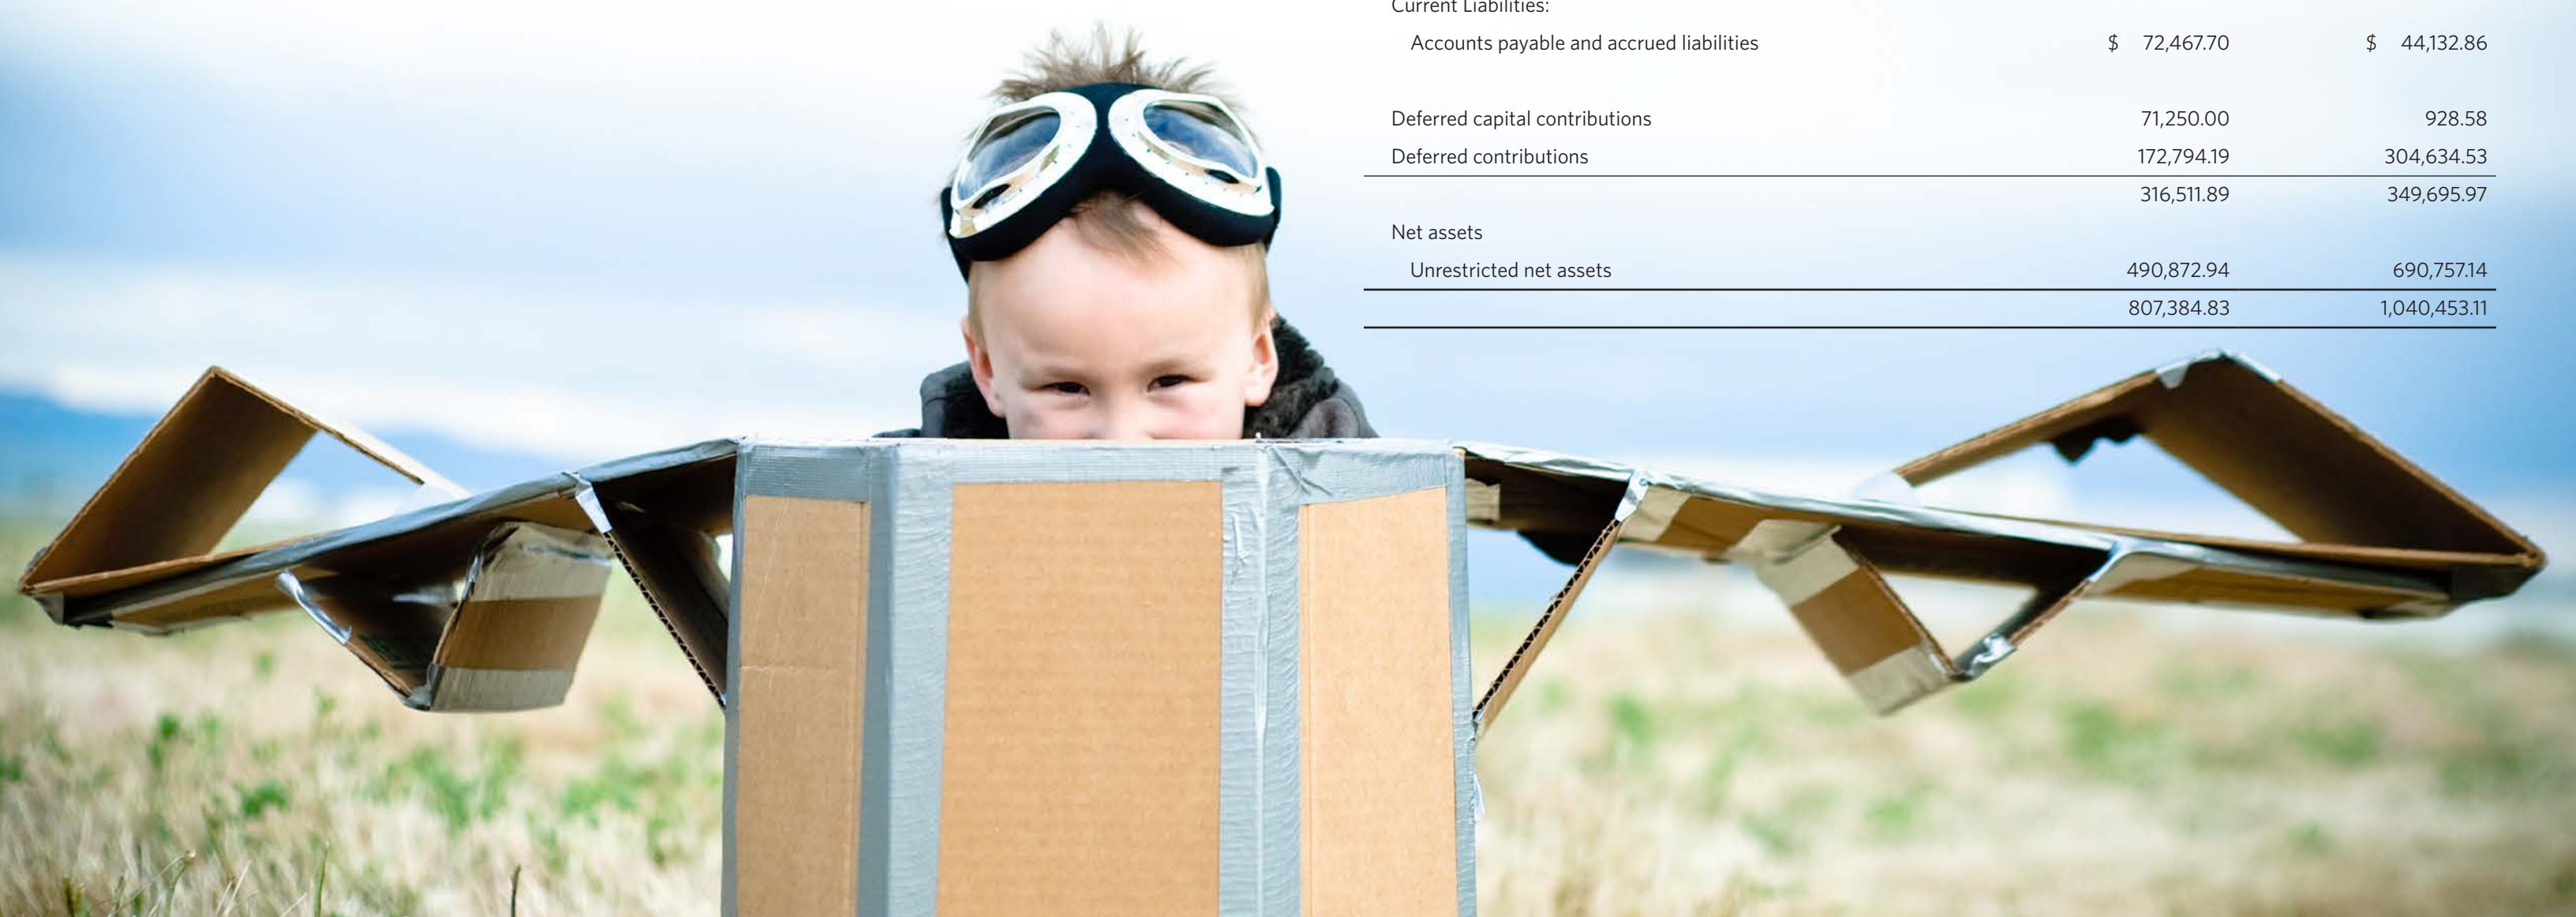 Current Liabilities:
Accounts payable and accrued liabilities $ 72,467.70 $ 44,132.86
Deferred capital contributions 71,250.00 928.58
Deferred contributions 172,794.19 304,634.53
316,511.89 349,695.97
Net assets
Unrestricted net assets 490,872.94 690,757.14
807,384.83 1,040,453.11